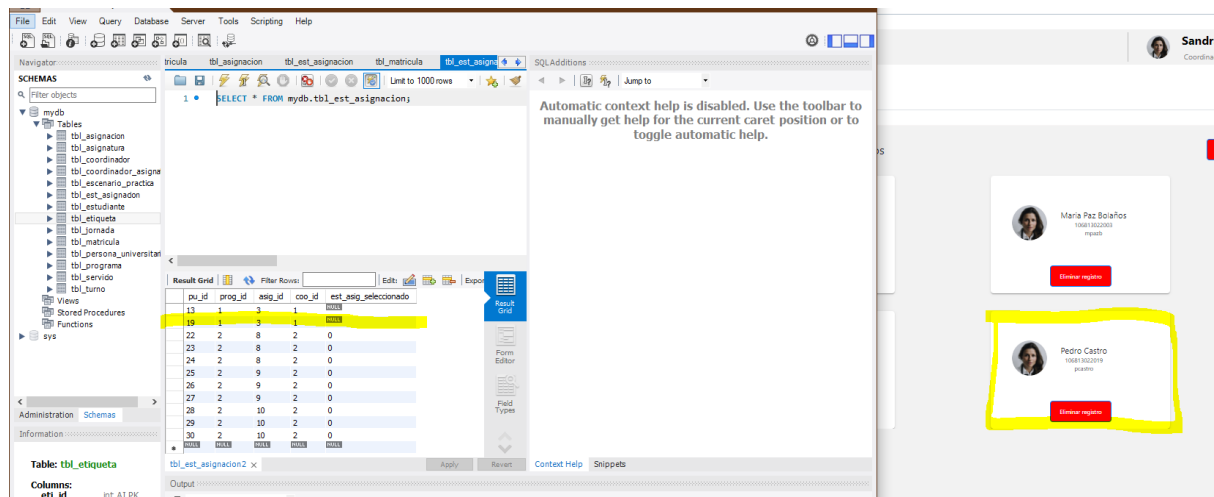 File Edit View Query Database Server Tools Scripting Help
Navigator
SCHEMAS
Filter objects
mydb
Tables
tbl_asignacion
tbl_asignatura
tbl_coordinador
tbl_coordinador_asigna
tbl_escenario_practica
tbl_est_asignacion
tbl_estudiante
tbl_etiqueta
tbl_jornada
tbl_matricula
tbl_persona_universitari
tbl_programa
tbl_servido
tbl_turno
Views
Stored Procedures
Functions
sys
Administration Schemas
Information
Table: tbl_etiqueta
Columns:
eti_id int AI PK
tricula tbl_asignacion tbl_est_asignacion tbl_matricula tbl_est_asigna
Limit to 1000 rows
1 SELECT * FROM mydb.tbl_est_asignacion;
Result Grid Filter Rows: Edit: Expor
pu_id prog_id asig_id coo_id est_asig_seleccionado
13 1 3 1 NULL
19 1 3 1 NULL
22 2 8 2 0
23 2 8 2 0
24 2 8 2 0
25 2 9 2 0
26 2 9 2 0
27 2 9 2 0
28 2 10 2 0
29 2 10 2 0
30 2 10 2 0
NULL NULL NULL NULL NULL
Result Grid
Form Editor
Field Types
tbl_est_asignacion2 x Apply Revert
Output
SQLAdditions
Jump to
Automatic context help is disabled. Use the toolbar to
manually get help for the current caret position or to
toggle automatic help.
Context Help Snippets
Sandr
Coordina
os
Maria Paz Bolaños
106813022003
mpazb
Eliminar registro
Pedro Castro
106813022019
pcastro
Eliminar registro